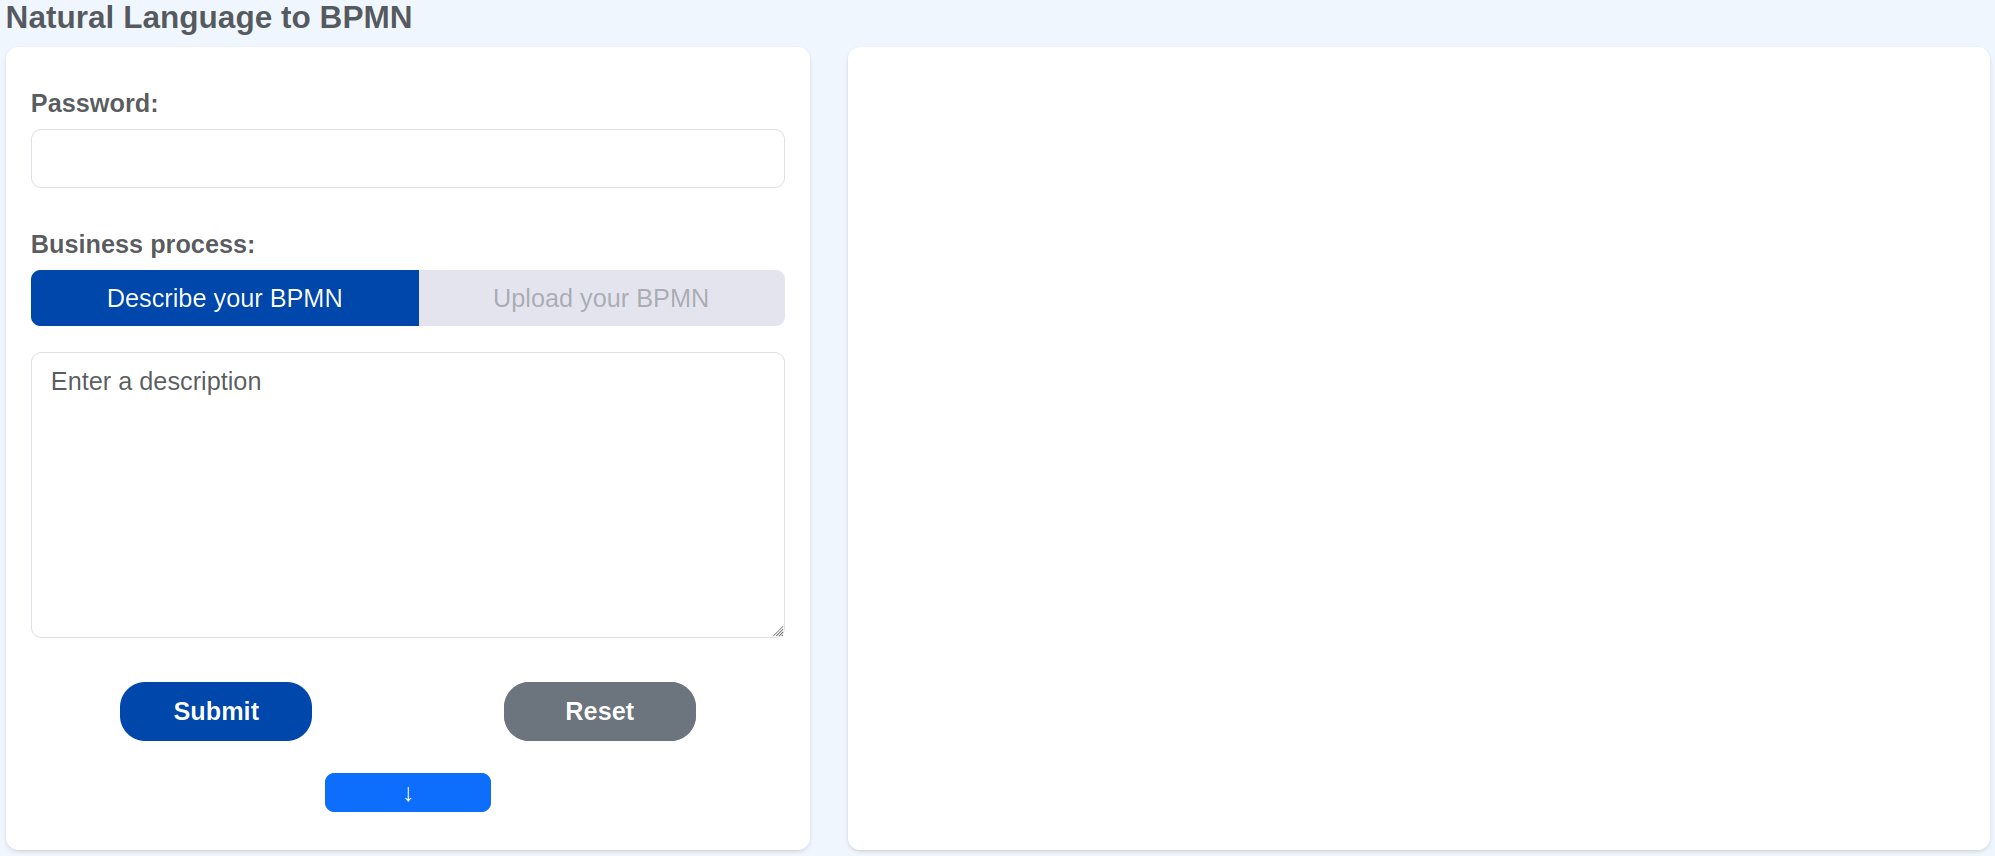 Natural Language to BPMN
Password:
Business process:
Describe your BPMN
Upload your BPMN
Enter a description
Submit
Reset
↓